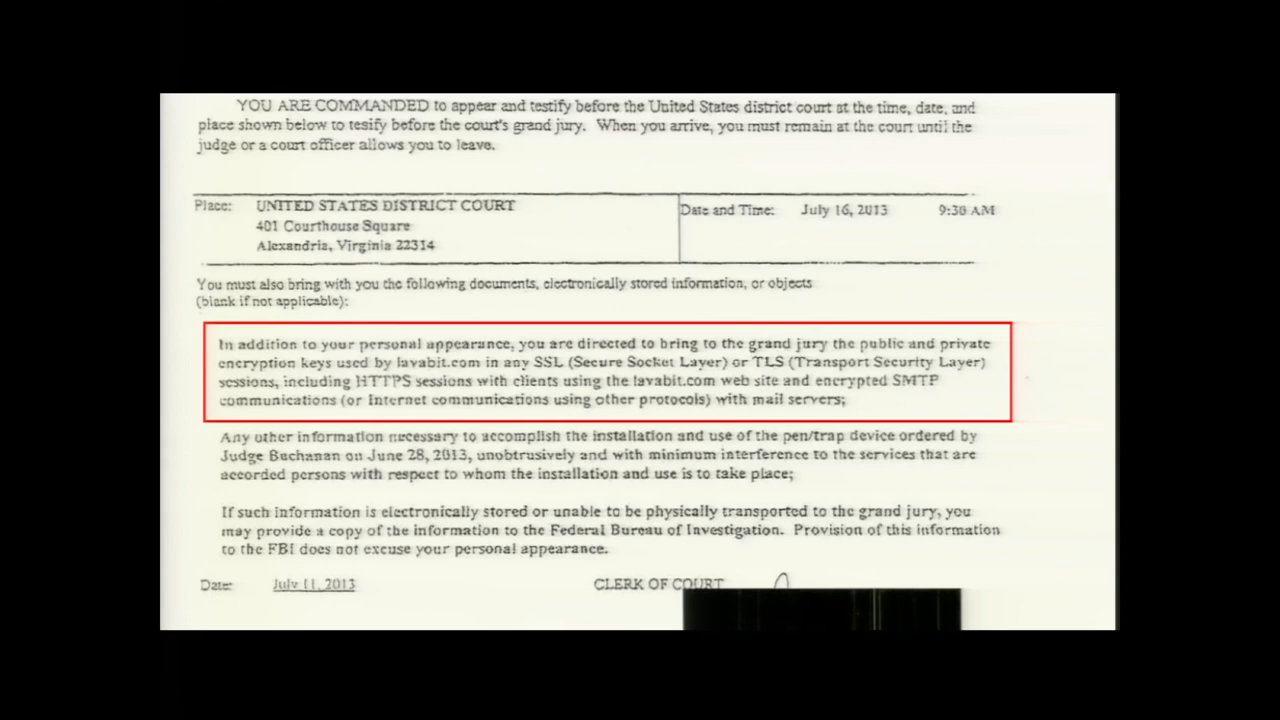 YOU ARE COMMANDED to appear and testify before the United States district court at the time, date, and
place shown below to testify before the court's grand jury. When you arrive, you must remain at the court until the
judge or a court officer allows you to leave.
Place: UNITED STATES DISTRICT COURT
401 Courthouse Square
Alexandria, Virginia 22314
Date and Time: July 16, 2013 9:30 AM
You must also bring with you the following documents, electronically stored information, or objects
(blank if not applicable):
In addition to your personal appearance, you are directed to bring to the grand jury the public and private
encryption keys used by lavabit.com in any SSL (Secure Socket Layer) or TLS (Transport Security Layer)
sessions, including HTTPS sessions with clients using the lavabit.com web site and encrypted SMTP
communications (or Internet communications using other protocols) with mail servers;
Any other information necessary to accomplish the installation and use of the pen/trap device ordered by
Judge Buchanan on June 28, 2013, unobtrusively and with minimum interference to the services that are
accorded persons with respect to whom the installation and use is to take place;
If such information is electronically stored or unable to be physically transported to the grand jury, you
may provide a copy of the information to the Federal Bureau of Investigation. Provision of this information
to the FBI does not excuse your personal appearance.
Date: July 11, 2013 CLERK OF COURT